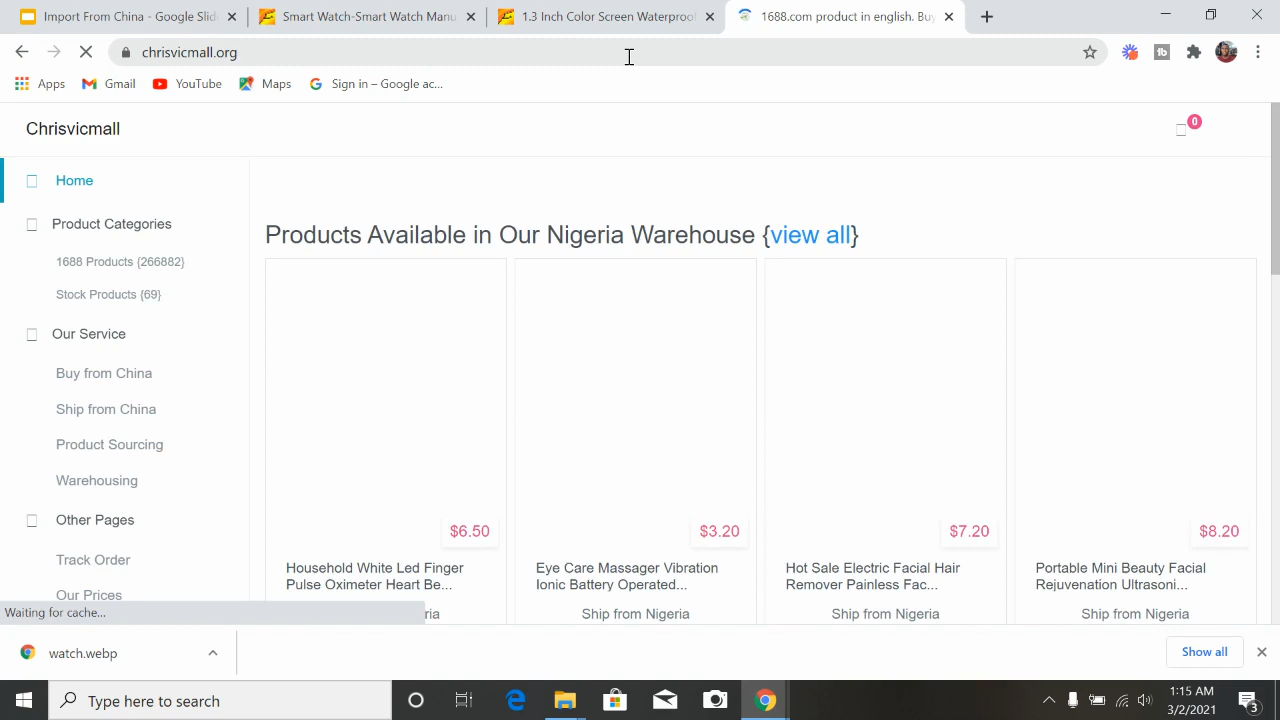 Import From China - Google Slid
Smart Watch-Smart Watch Manu
1.3 Inch Color Screen Waterproof
1688.com product in english. Bu
chrisvicmall.org
Apps
Gmail
YouTube
Maps
Sign in – Google ac...
Chrisvicmall
0
Home
Product Categories
1688 Products {266882}
Stock Products {69}
Our Service
Buy from China
Ship from China
Product Sourcing
Warehousing
Other Pages
Track Order
Our Prices
Products Available in Our Nigeria Warehouse {view all}
$6.50
Household White Led Finger
Pulse Oximeter Heart Be...
ria
$3.20
Eye Care Massager Vibration
Ionic Battery Operated...
Ship from Nigeria
$7.20
Hot Sale Electric Facial Hair
Remover Painless Fac...
Ship from Nigeria
$8.20
Portable Mini Beauty Facial
Rejuvenation Ultrasoni...
Ship from Nigeria
Waiting for cache...
watch.webp
Show all
Type here to search
1:15 AM
3/2/2021
3